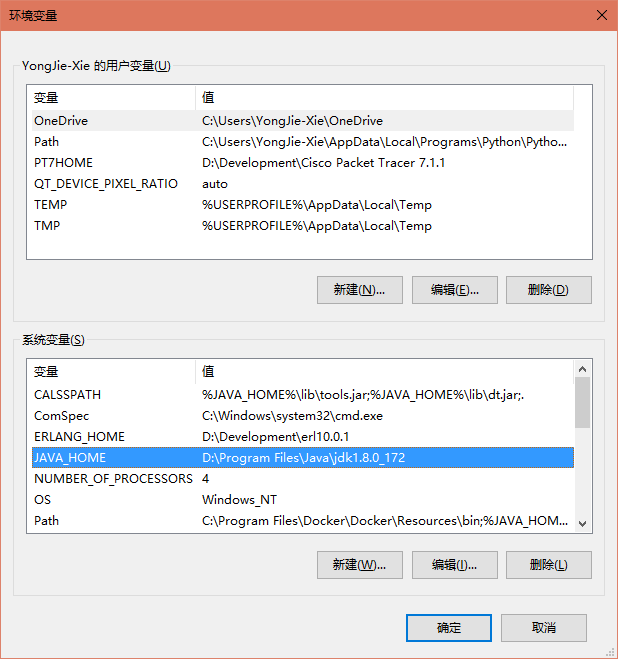 环境变量
YongJie-Xie 的用户变量(U)
变量 值
OneDrive C:\Users\YongJie-Xie\OneDrive
Path C:\Users\YongJie-Xie\AppData\Local\Programs\Python\Pytho...
PT7HOME D:\Development\Cisco Packet Tracer 7.1.1
QT_DEVICE_PIXEL_RATIO auto
TEMP %USERPROFILE%\AppData\Local\Temp
TMP %USERPROFILE%\AppData\Local\Temp
新建(N)... 编辑(E)... 删除(D)
系统变量(S)
变量 值
CALSSPATH %JAVA_HOME%\lib\tools.jar;%JAVA_HOME%\lib\dt.jar;.
ComSpec C:\Windows\system32\cmd.exe
ERLANG_HOME D:\Development\erl10.0.1
JAVA_HOME D:\Program Files\Java\jdk1.8.0_172
NUMBER_OF_PROCESSORS 4
OS Windows_NT
Path C:\Program Files\Docker\Docker\Resources\bin;%JAVA_HOM...
新建(W)... 编辑(I)... 删除(L)
确定 取消